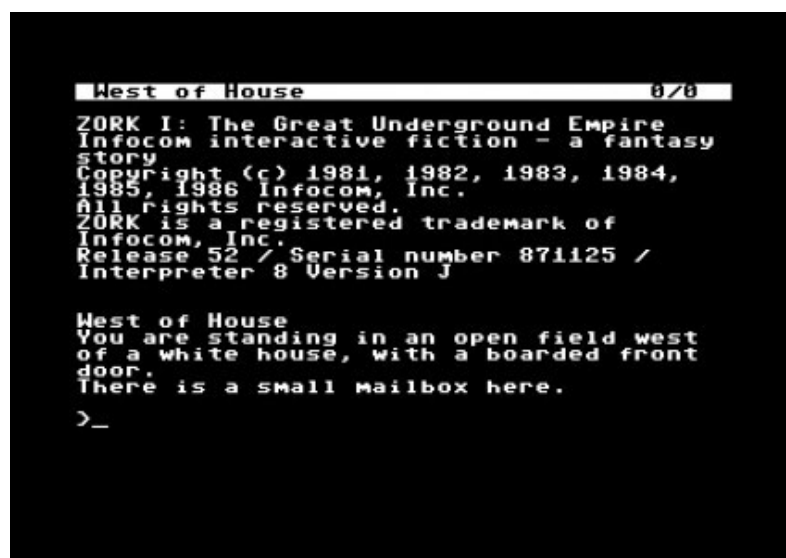 West of House 0/0
ZORK I: The Great Underground Empire
Infocom interactive fiction - a fantasy
story
Copyright (c) 1981, 1982, 1983, 1984,
1985, 1986 Infocom, Inc.
All rights reserved.
ZORK is a registered trademark of
Infocom, Inc.
Release 52 / Serial number 871125 /
Interpreter 8 Version J
West of House
You are standing in an open field west
of a white house, with a boarded front
door.
There is a small mailbox here.
>_